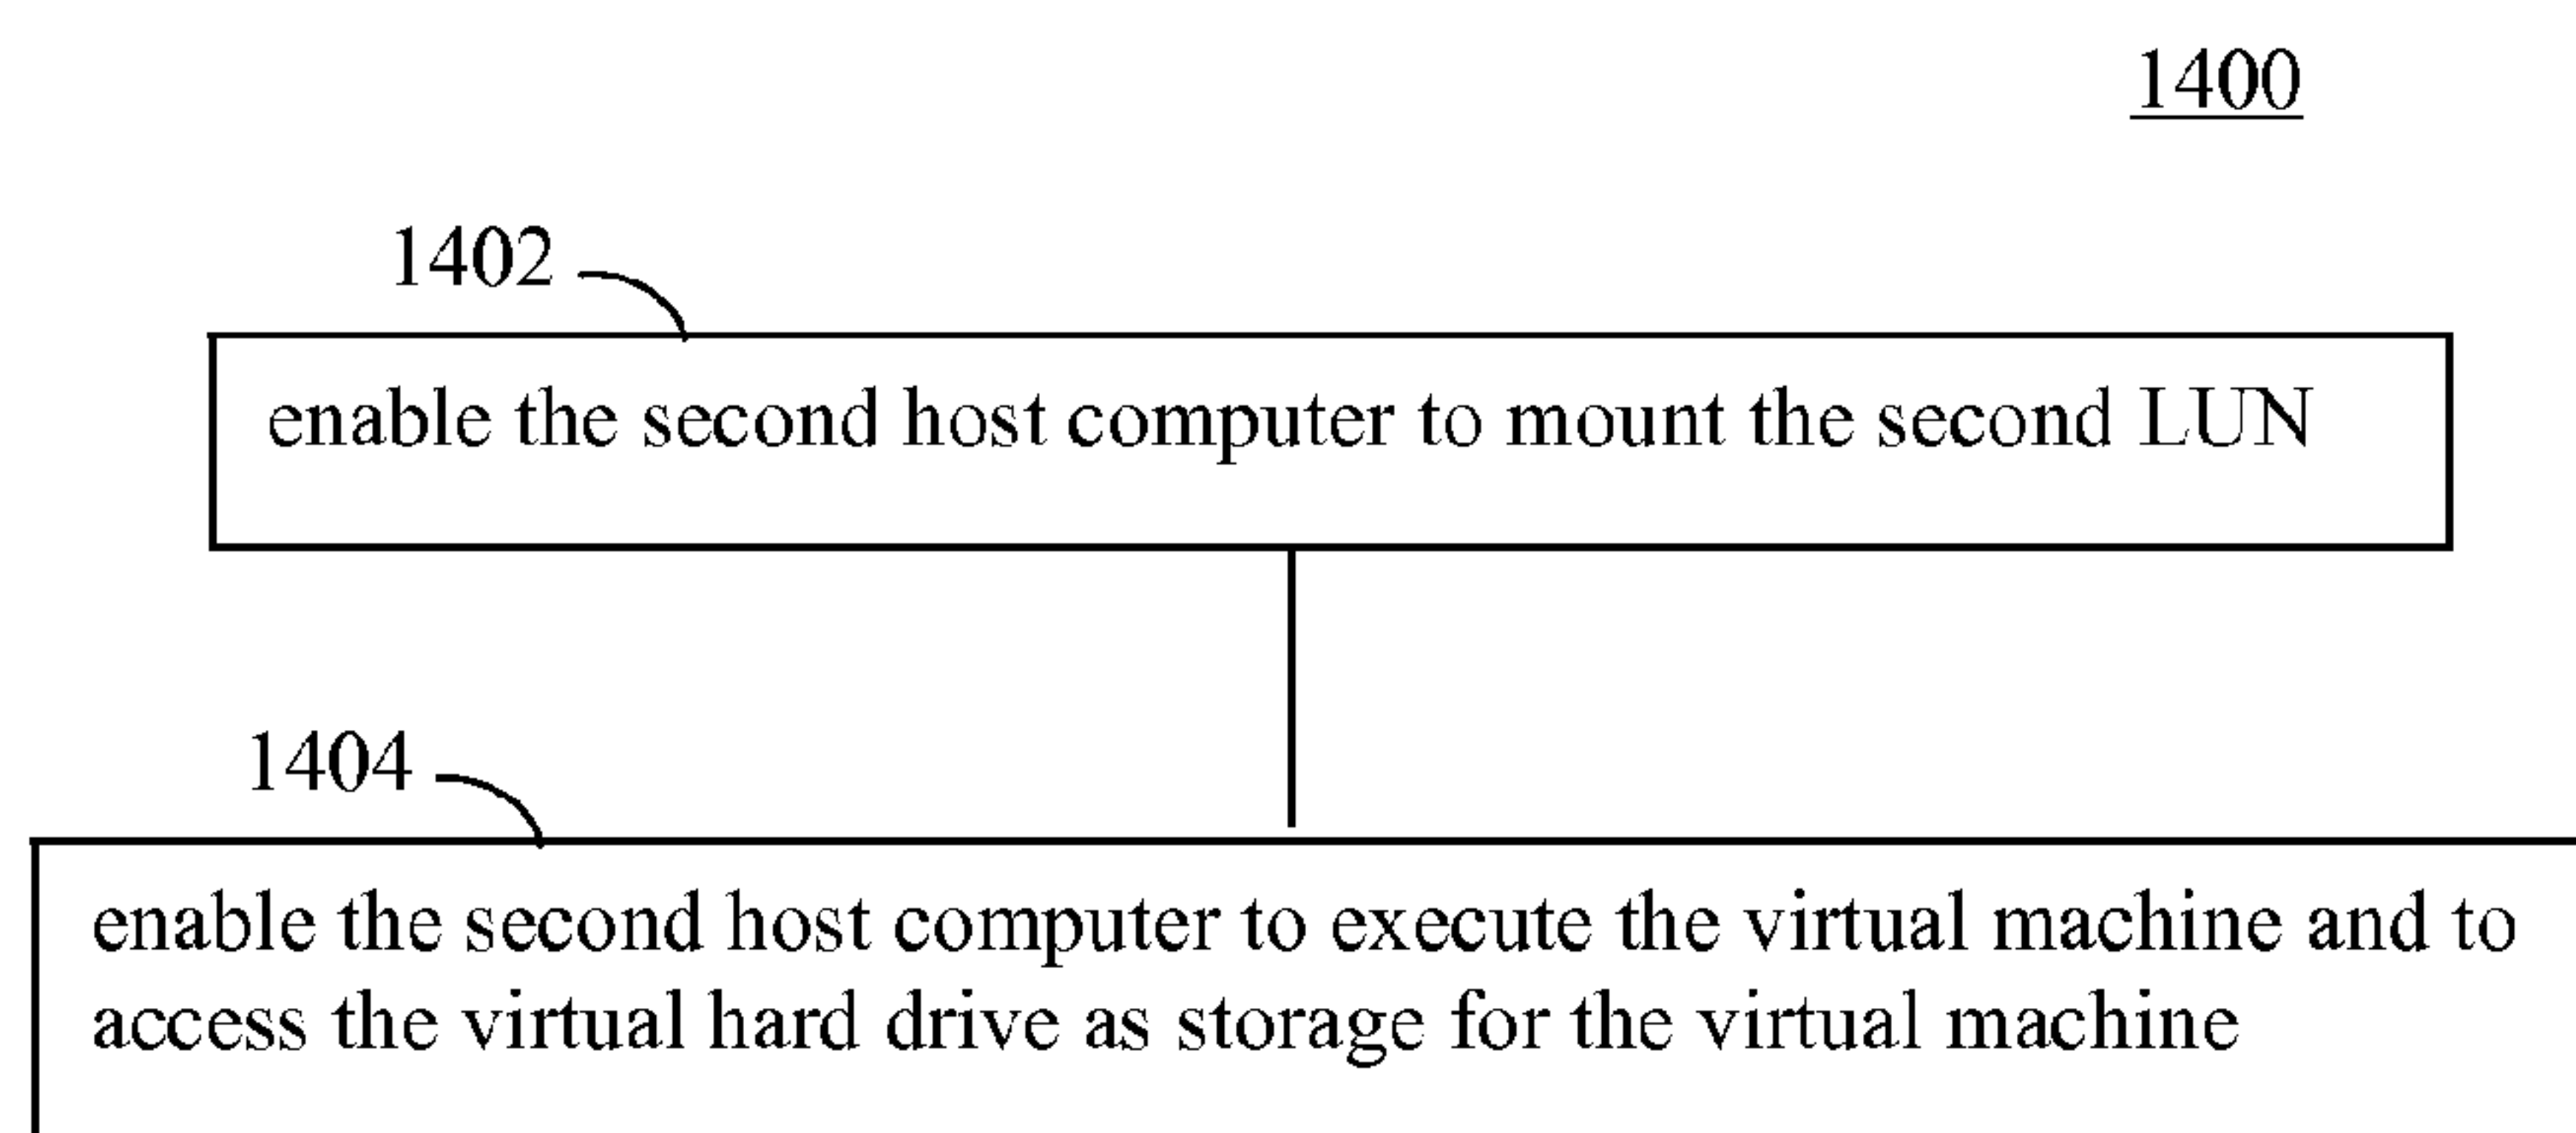 1400
1402
enable the second host computer to mount the second LUN
1404
enable the second host computer to execute the virtual machine and to
access the virtual hard drive as storage for the virtual machine